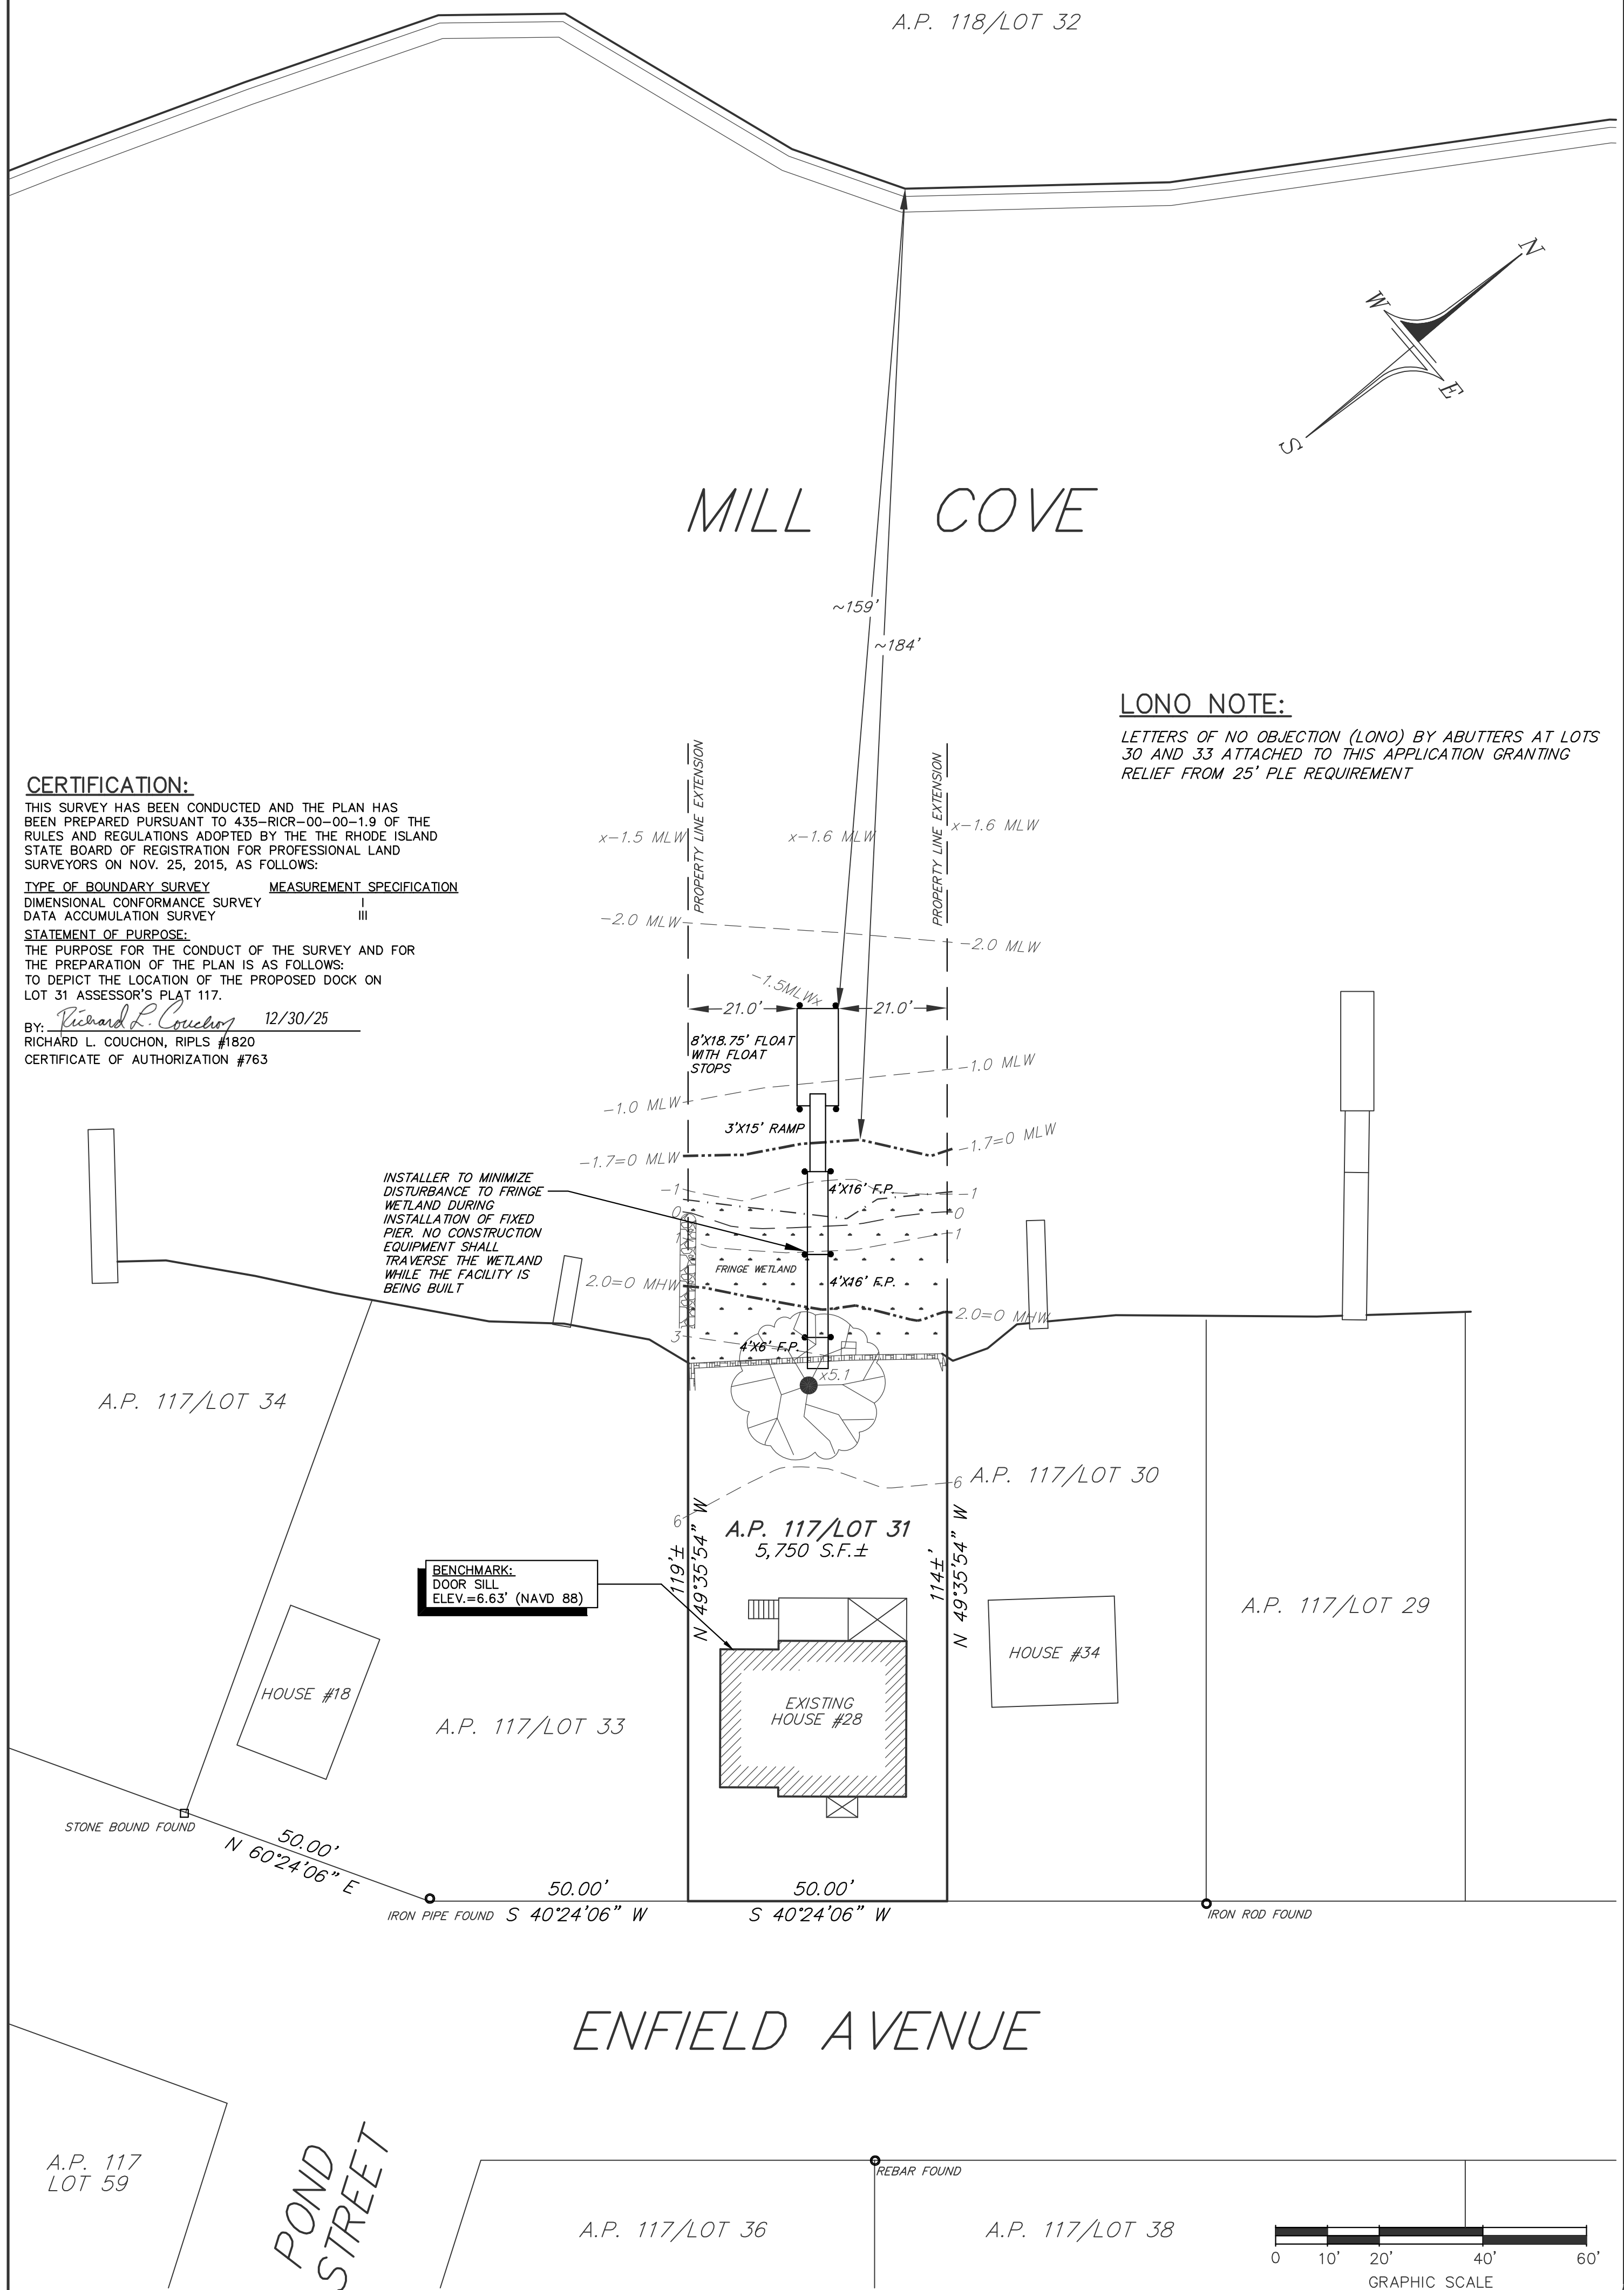 A.P. 118/LOT 32
N
W
E
S
MILL COVE
~159'
~184'
LONO NOTE:
LETTERS OF NO OBJECTION (LONO) BY ABUTTERS AT LOTS
30 AND 33 ATTACHED TO THIS APPLICATION GRANTING
RELIEF FROM 25' PLE REQUIREMENT
CERTIFICATION:
THIS SURVEY HAS BEEN CONDUCTED AND THE PLAN HAS
BEEN PREPARED PURSUANT TO 435-RICR-00-00-1.9 OF THE
RULES AND REGULATIONS ADOPTED BY THE THE RHODE ISLAND
STATE BOARD OF REGISTRATION FOR PROFESSIONAL LAND
SURVEYORS ON NOV. 25, 2015, AS FOLLOWS:
TYPE OF BOUNDARY SURVEY MEASUREMENT SPECIFICATION
DIMENSIONAL CONFORMANCE SURVEY I
DATA ACCUMULATION SURVEY III
STATEMENT OF PURPOSE:
THE PURPOSE FOR THE CONDUCT OF THE SURVEY AND FOR
THE PREPARATION OF THE PLAN IS AS FOLLOWS:
TO DEPICT THE LOCATION OF THE PROPOSED DOCK ON
LOT 31 ASSESSOR'S PLAT 117.
BY: Richard L. Couchon 12/30/25
RICHARD L. COUCHON, RIPLS #1820
CERTIFICATE OF AUTHORIZATION #763
PROPERTY LINE EXTENSION
PROPERTY LINE EXTENSION
x-1.5 MLW
x-1.6 MLW
x-1.6 MLW
-2.0 MLW
-2.0 MLW
-1.5MLWx
21.0'
21.0'
8'X18.75' FLOAT
WITH FLOAT
STOPS
-1.0 MLW
-1.0 MLW
3'X15' RAMP
-1.7=0 MLW
-1.7=0 MLW
INSTALLER TO MINIMIZE
DISTURBANCE TO FRINGE
WETLAND DURING
INSTALLATION OF FIXED
PIER. NO CONSTRUCTION
EQUIPMENT SHALL
TRAVERSE THE WETLAND
WHILE THE FACILITY IS
BEING BUILT
-1
4'X16' F.P.
-1
0
0
1
1
FRINGE WETLAND
4'X16' F.P.
2.0=0 MHW
2.0=0 MHW
3
4'X6' F.P.
x5.1
A.P. 117/LOT 34
6
A.P. 117/LOT 30
6
A.P. 117/LOT 31
5,750 S.F.±
119'±
N 49°35'54" W
114±'
N 49°35'54" W
BENCHMARK:
DOOR SILL
ELEV.=6.63' (NAVD 88)
A.P. 117/LOT 29
HOUSE #34
HOUSE #18
EXISTING
HOUSE #28
A.P. 117/LOT 33
STONE BOUND FOUND
50.00'
N 60°24'06" E
IRON PIPE FOUND
50.00'
S 40°24'06" W
50.00'
S 40°24'06" W
IRON ROD FOUND
ENFIELD AVENUE
POND
STREET
A.P. 117
LOT 59
REBAR FOUND
A.P. 117/LOT 36
A.P. 117/LOT 38
0 10' 20' 40' 60'
GRAPHIC SCALE